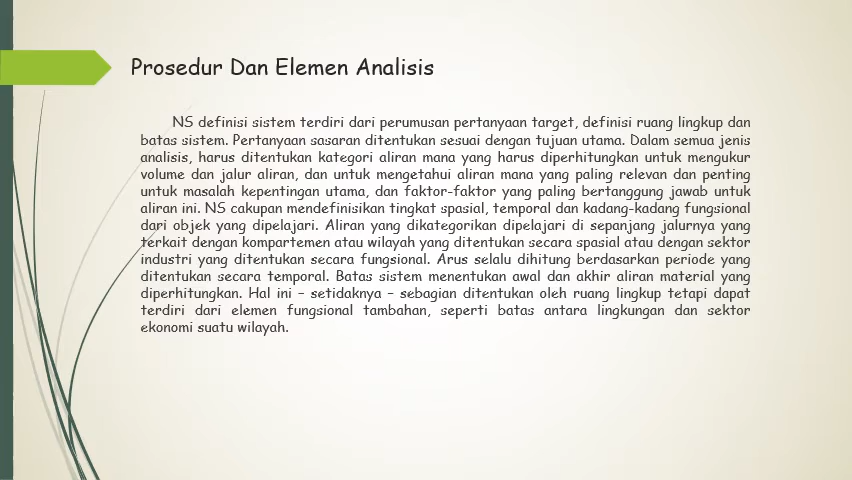 Prosedur Dan Elemen Analisis
NS definisi sistem terdiri dari perumusan pertanyaan target, definisi ruang lingkup dan
batas sistem. Pertanyaan sasaran ditentukan sesuai dengan tujuan utama. Dalam semua jenis
analisis, harus ditentukan kategori aliran mana yang harus diperhitungkan untuk mengukur
volume dan jalur aliran, dan untuk mengetahui aliran mana yang paling relevan dan penting
untuk masalah kepentingan utama, dan faktor-faktor yang paling bertanggung jawab untuk
aliran ini. NS cakupan mendefinisikan tingkat spasial, temporal dan kadang-kadang fungsional
dari objek yang dipelajari. Aliran yang dikategorikan dipelajari di sepanjang jalurnya yang
terkait dengan kompartemen atau wilayah yang ditentukan secara spasial atau dengan sektor
industri yang ditentukan secara fungsional. Arus selalu dihitung berdasarkan periode yang
ditentukan secara temporal. Batas sistem menentukan awal dan akhir aliran material yang
diperhitungkan. Hal ini – setidaknya – sebagian ditentukan oleh ruang lingkup tetapi dapat
terdiri dari elemen fungsional tambahan, seperti batas antara lingkungan dan sektor
ekonomi suatu wilayah.